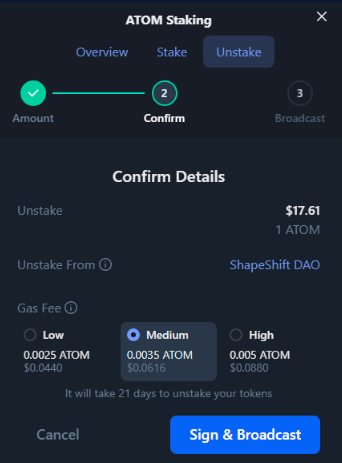 ATOM Staking
Overview Stake Unstake
2 3
Amount Confirm Broadcast
Confirm Details
Unstake $17.61
1 ATOM
Unstake From ShapeShift DAO
Gas Fee
Low Medium High
0.0025 ATOM 0.0035 ATOM 0.005 ATOM
$0.0440 $0.0616 $0.0880
It will take 21 days to unstake your tokens
Cancel Sign & Broadcast